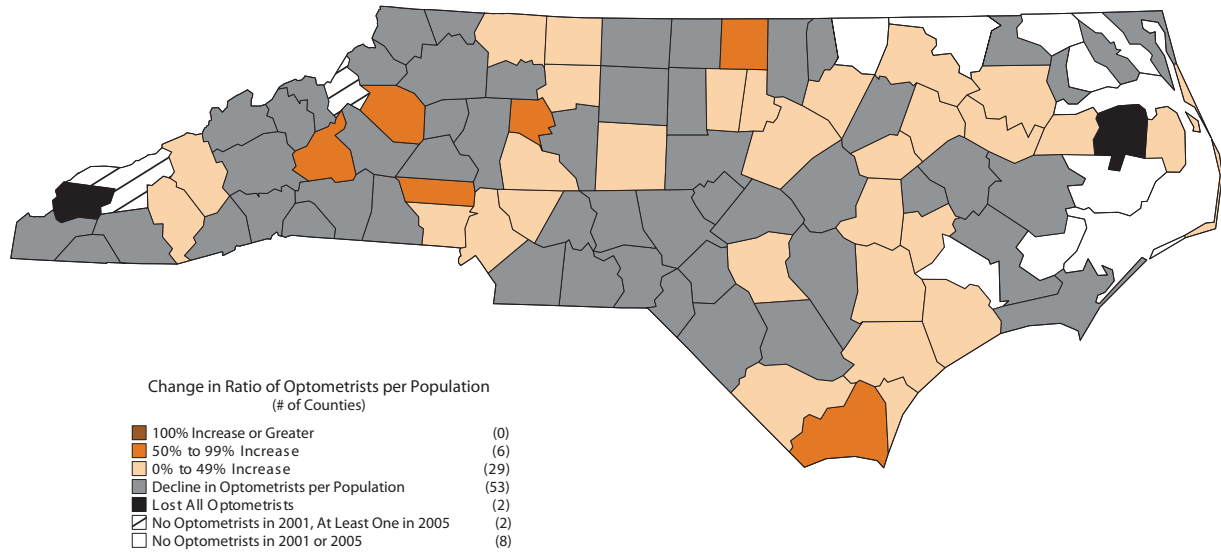 Change in Ratio of Optometrists per Population
(# of Counties)
100% Increase or Greater (0)
50% to 99% Increase (6)
0% to 49% Increase (29)
Decline in Optometrists per Population (53)
Lost All Optometrists (2)
No Optometrists in 2001, At Least One in 2005 (2)
No Optometrists in 2001 or 2005 (8)